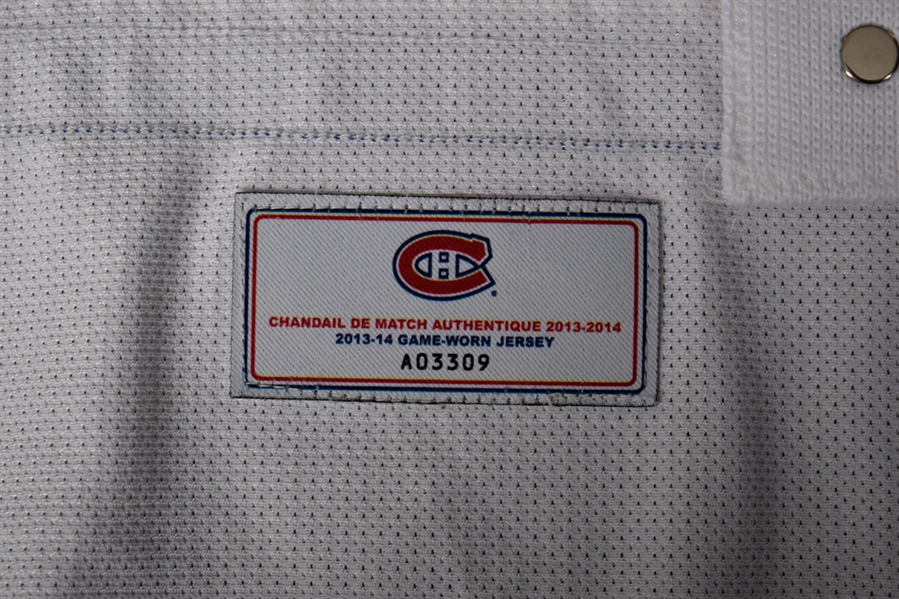 CHANDAIL DE MATCH AUTHENTIQUE 2013-2014
2013-14 GAME-WORN JERSEY
A03309